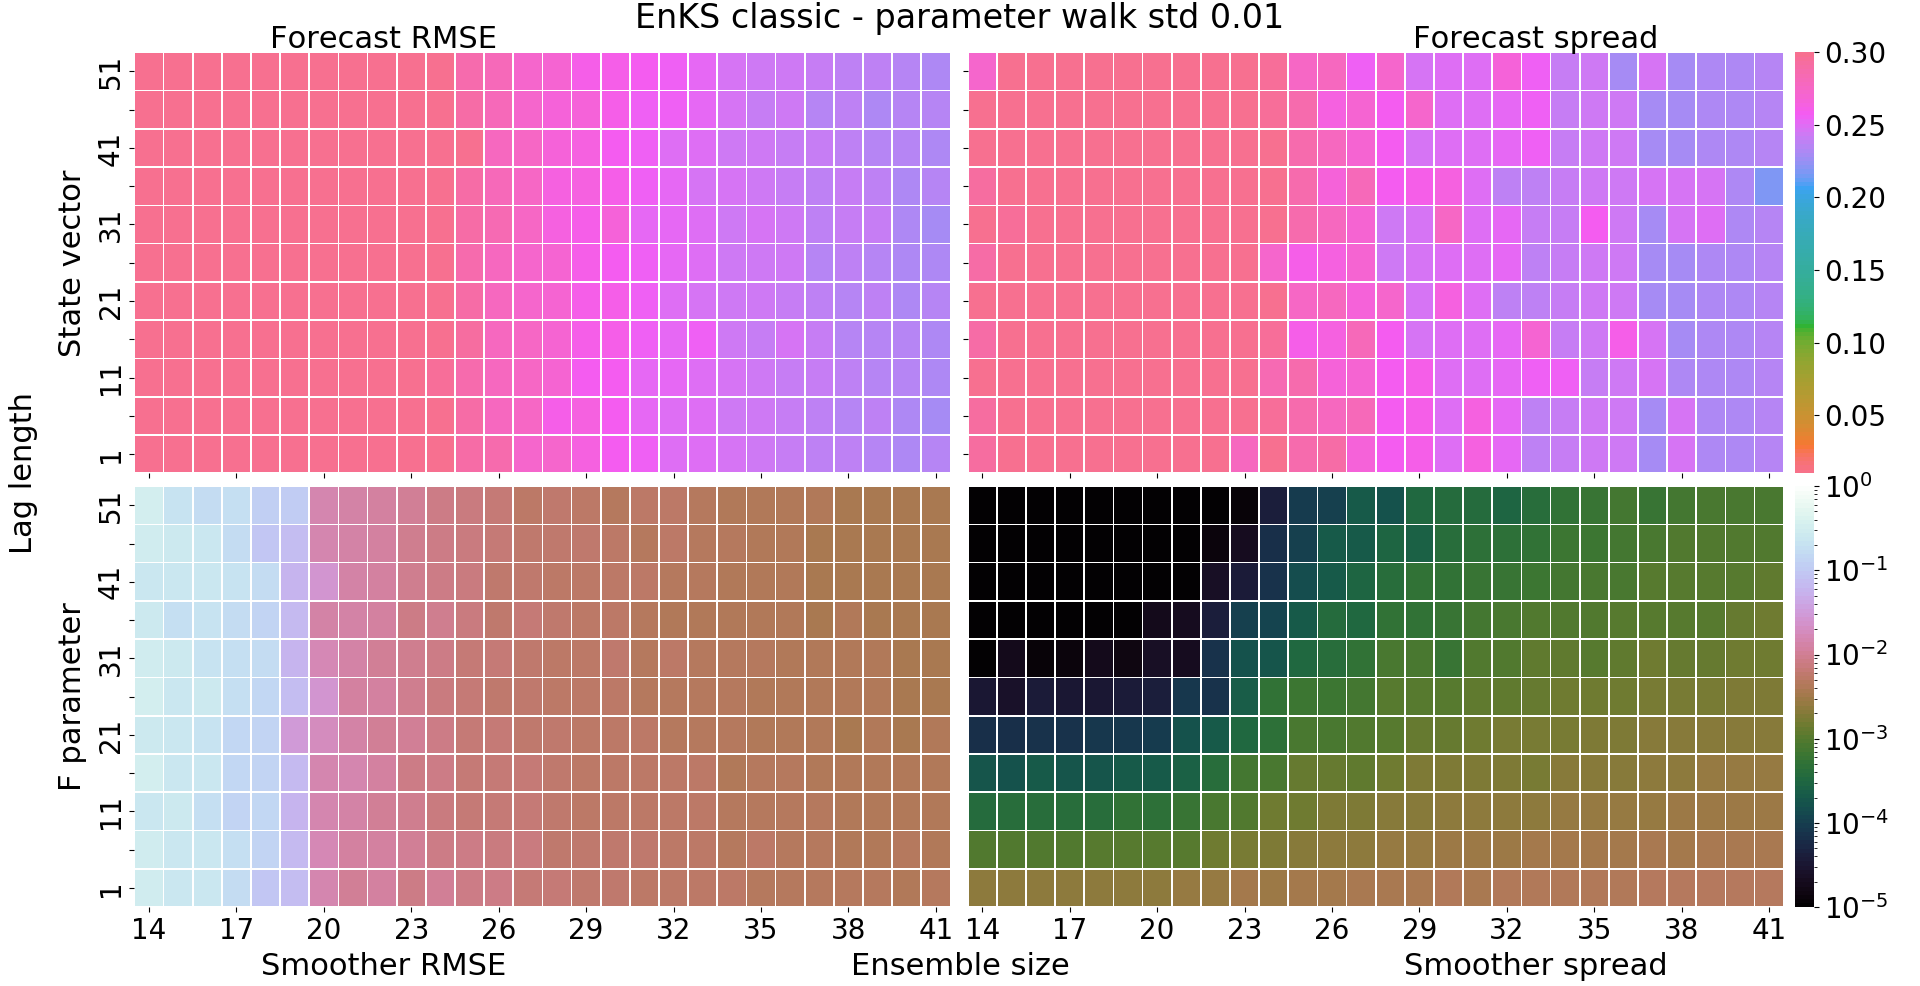 EnKS classic - parameter walk std 0.01
Forecast RMSE
Forecast spread
State vector
51
41
31
21
11
1
0.30
0.25
0.20
0.15
0.10
0.05
Lag length
F parameter
51
41
31
21
11
1
10⁰
10⁻¹
10⁻²
10⁻³
10⁻⁴
10⁻⁵
14 17 20 23 26 29 32 35 38 41
14 17 20 23 26 29 32 35 38 41
Smoother RMSE
Ensemble size
Smoother spread